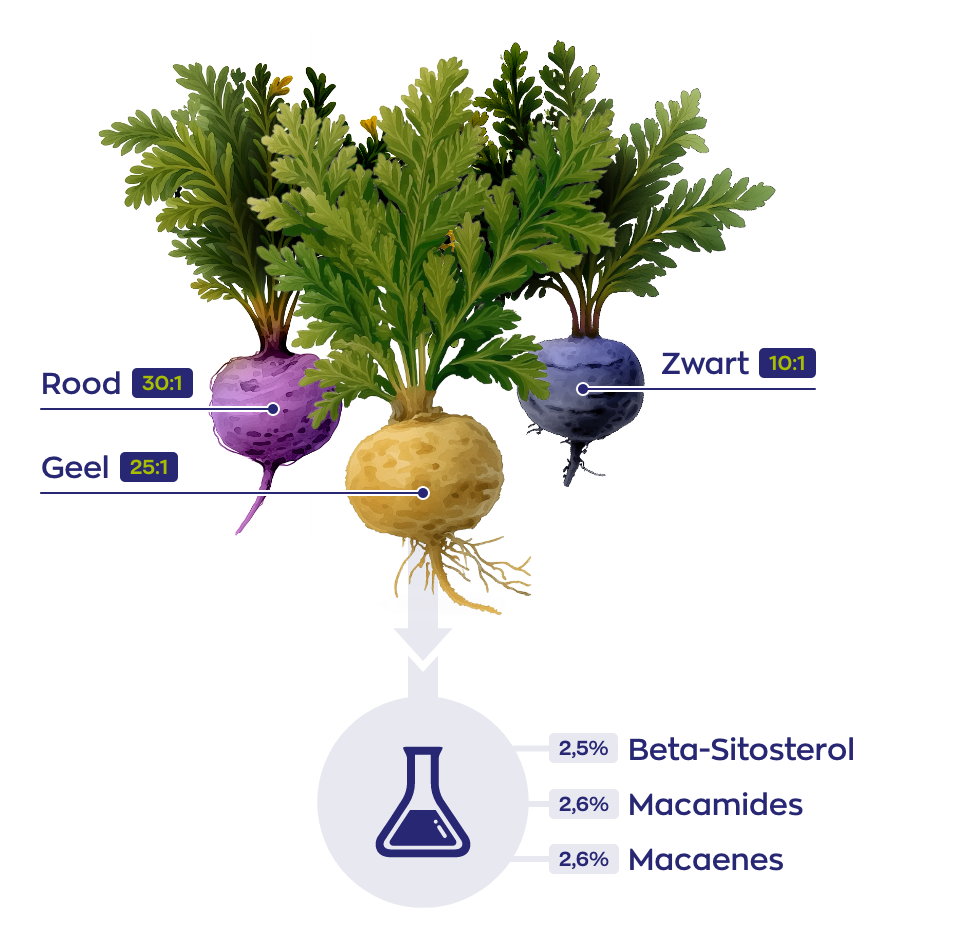 Rood 30:1
Zwart 10:1
Geel 25:1
2,5% Beta-Sitosterol
2,6% Macamides
2,6% Macaenes